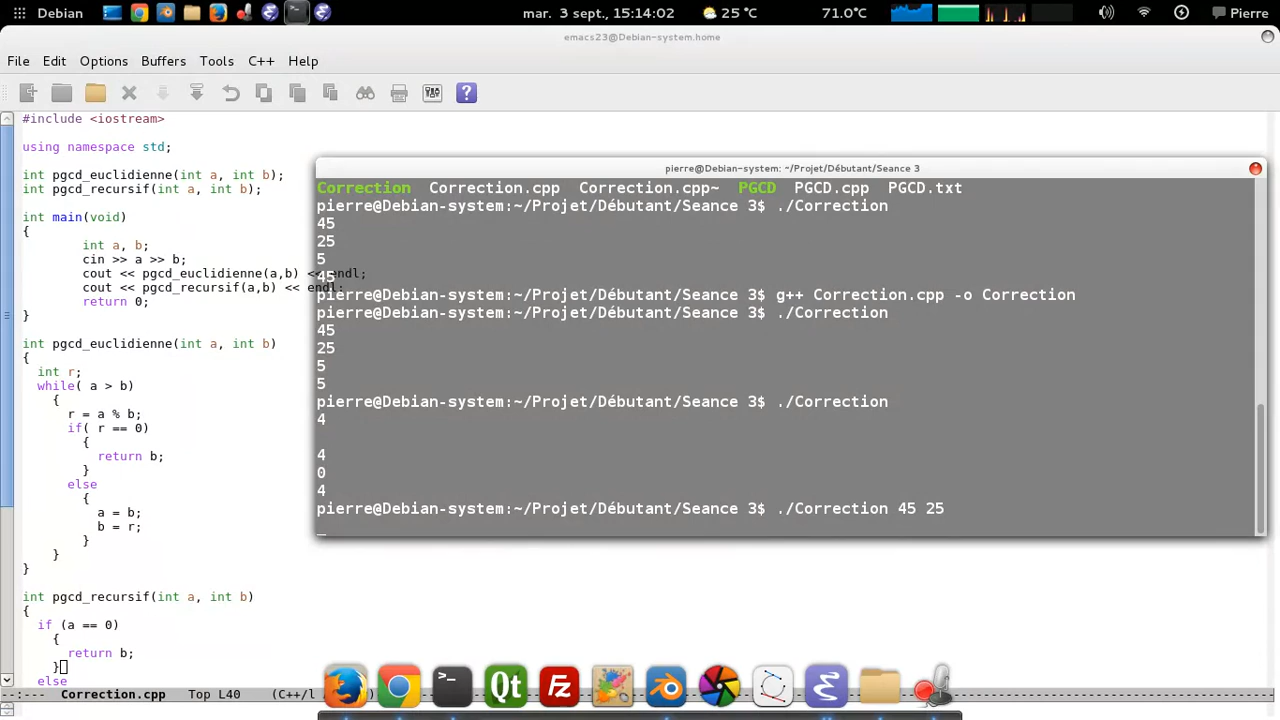 Debian
mar. 3 sept., 15:14:02
25 °C
71.0°C
Pierre
emacs23@Debian-system.home
File Edit Options Buffers Tools C++ Help
#include <iostream>
using namespace std;
int pgcd_euclidienne(int a, int b);
int pgcd_recursif(int a, int b);
int main(void)
{
int a, b;
cin >> a >> b;
cout << pgcd_euclidienne(a,b) << endl;
cout << pgcd_recursif(a,b) << endl;
return 0;
}
int pgcd_euclidienne(int a, int b)
{
int r;
while( a > b)
{
r = a % b;
if( r == 0)
{
return b;
}
else
{
a = b;
b = r;
}
}
}
int pgcd_recursif(int a, int b)
{
if (a == 0)
{
return b;
}
else
-:--- Correction.cpp Top L40 (C++/l
pierre@Debian-system: ~/Projet/Débutant/Seance 3
Correction Correction.cpp Correction.cpp~ PGCD PGCD.cpp PGCD.txt
pierre@Debian-system:~/Projet/Débutant/Seance 3$ ./Correction
45
25
5
45
pierre@Debian-system:~/Projet/Débutant/Seance 3$ g++ Correction.cpp -o Correction
pierre@Debian-system:~/Projet/Débutant/Seance 3$ ./Correction
45
25
5
5
pierre@Debian-system:~/Projet/Débutant/Seance 3$ ./Correction
4
4
0
4
pierre@Debian-system:~/Projet/Débutant/Seance 3$ ./Correction 45 25
Qt
Fz